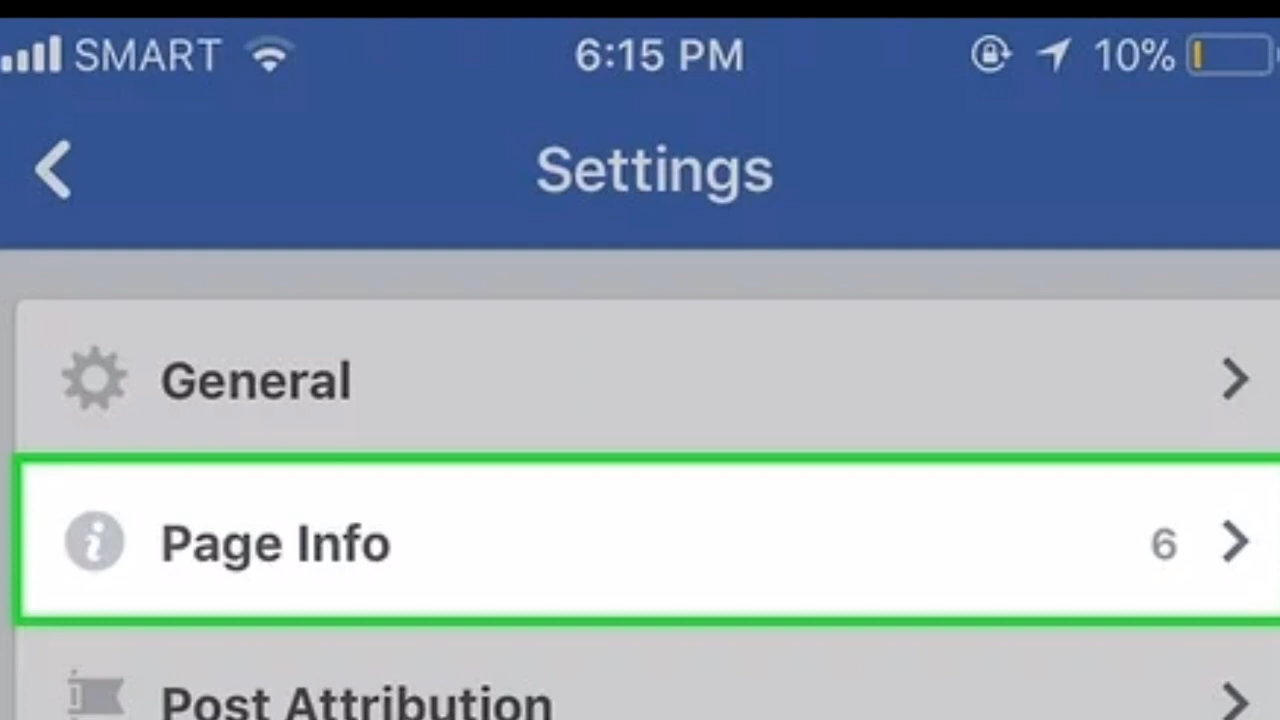 SMART 6:15 PM 10%
Settings
General
Page Info 6
Post Attribution